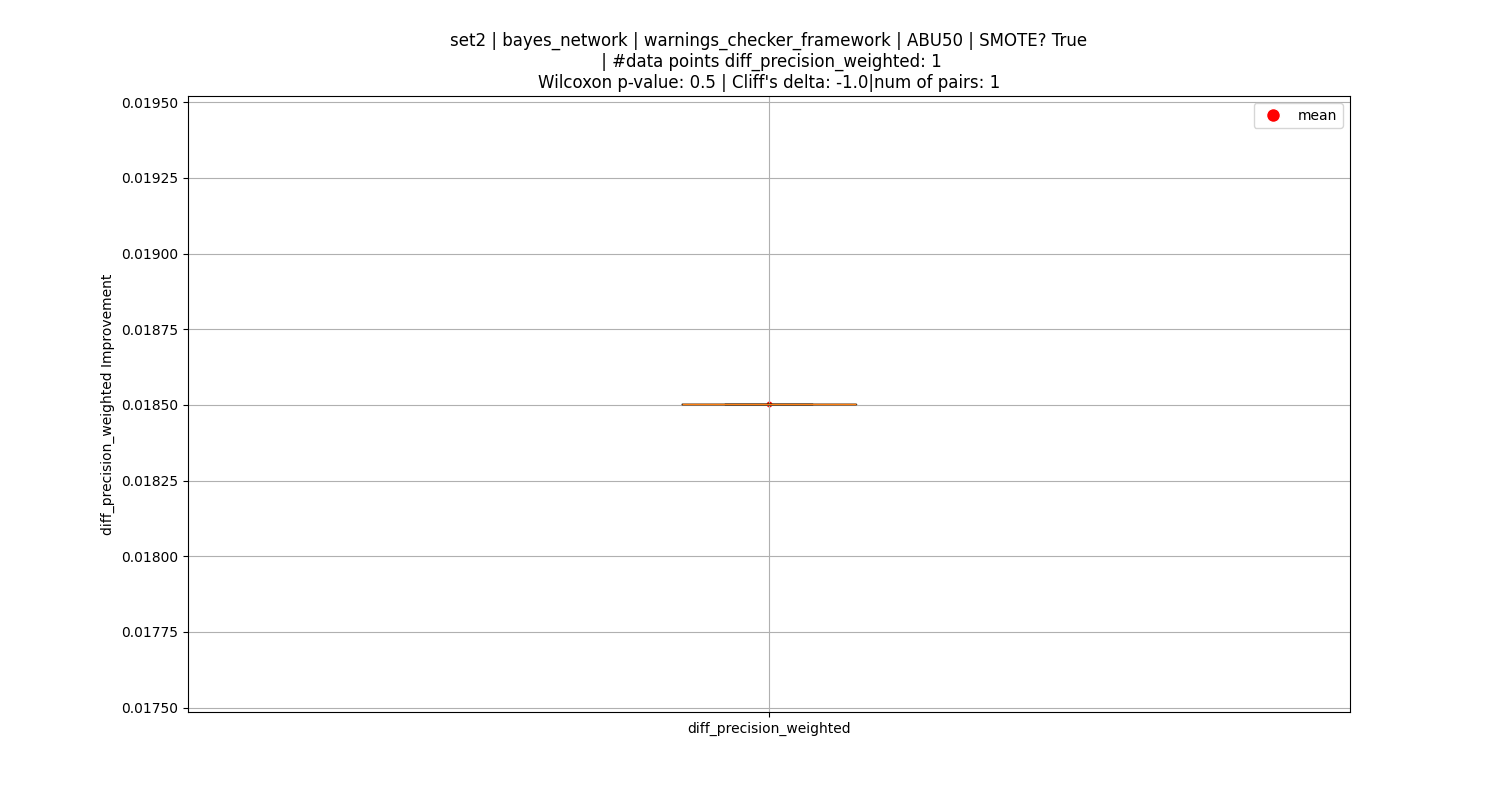 set2 | bayes_network | warnings_checker_framework | ABU50 | SMOTE? True
| #data points diff_precision_weighted: 1
Wilcoxon p-value: 0.5 | Cliff's delta: -1.0|num of pairs: 1
mean
diff_precision_weighted Improvement
0.01950
0.01925
0.01900
0.01875
0.01850
0.01825
0.01800
0.01775
0.01750
diff_precision_weighted